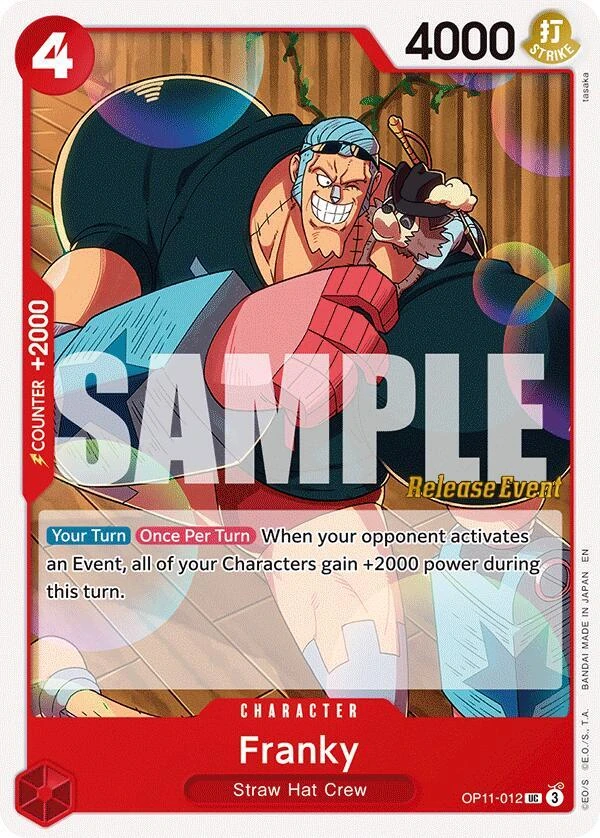 4
4000
打
STRIKE
tasaka
COUNTER +2000
SAMPLE
Release Event
Your Turn Once Per Turn When your opponent activates
an Event, all of your Characters gain +2000 power during
this turn.
CHARACTER
Franky
Straw Hat Crew
OP11-012 UC 3
©E.O/S ©E.O./S., T.A. BANDAI MADE IN JAPAN EN